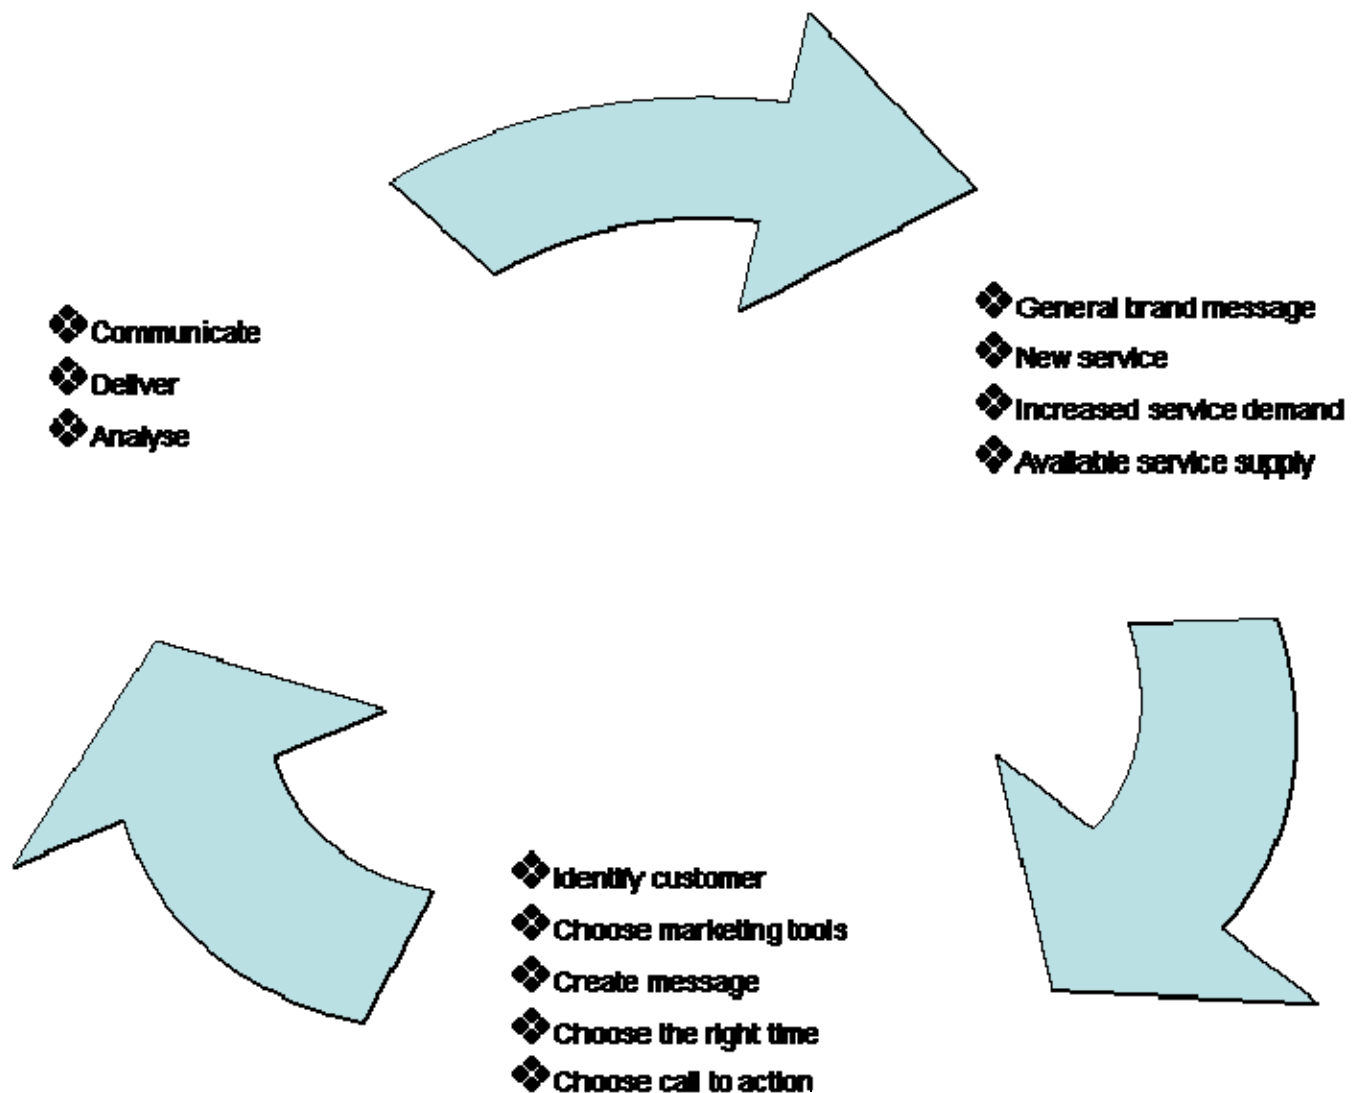 Communicate
Deliver
Analyse
General brand message
New service
Increased service demand
Available service supply
Identify customer
Choose marketing tools
Create message
Choose the right time
Choose call to action